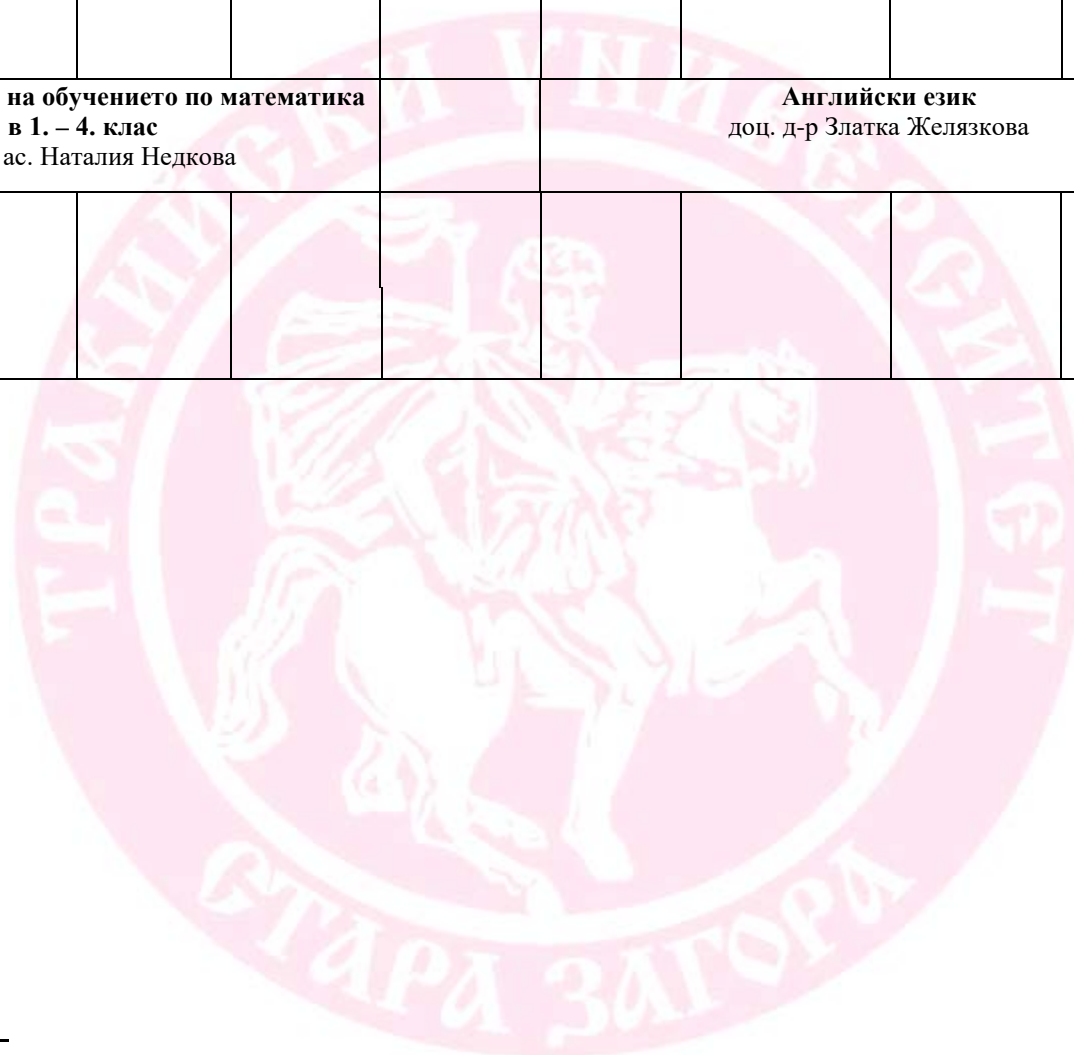 на обучението по математика
в 1. – 4. клас
ас. Наталия Недкова
Английски език
доц. д-р Златка Желязкова
ТРАКИЙСКИ УНИВЕРСИТЕТ
СТАРА ЗАГОРА